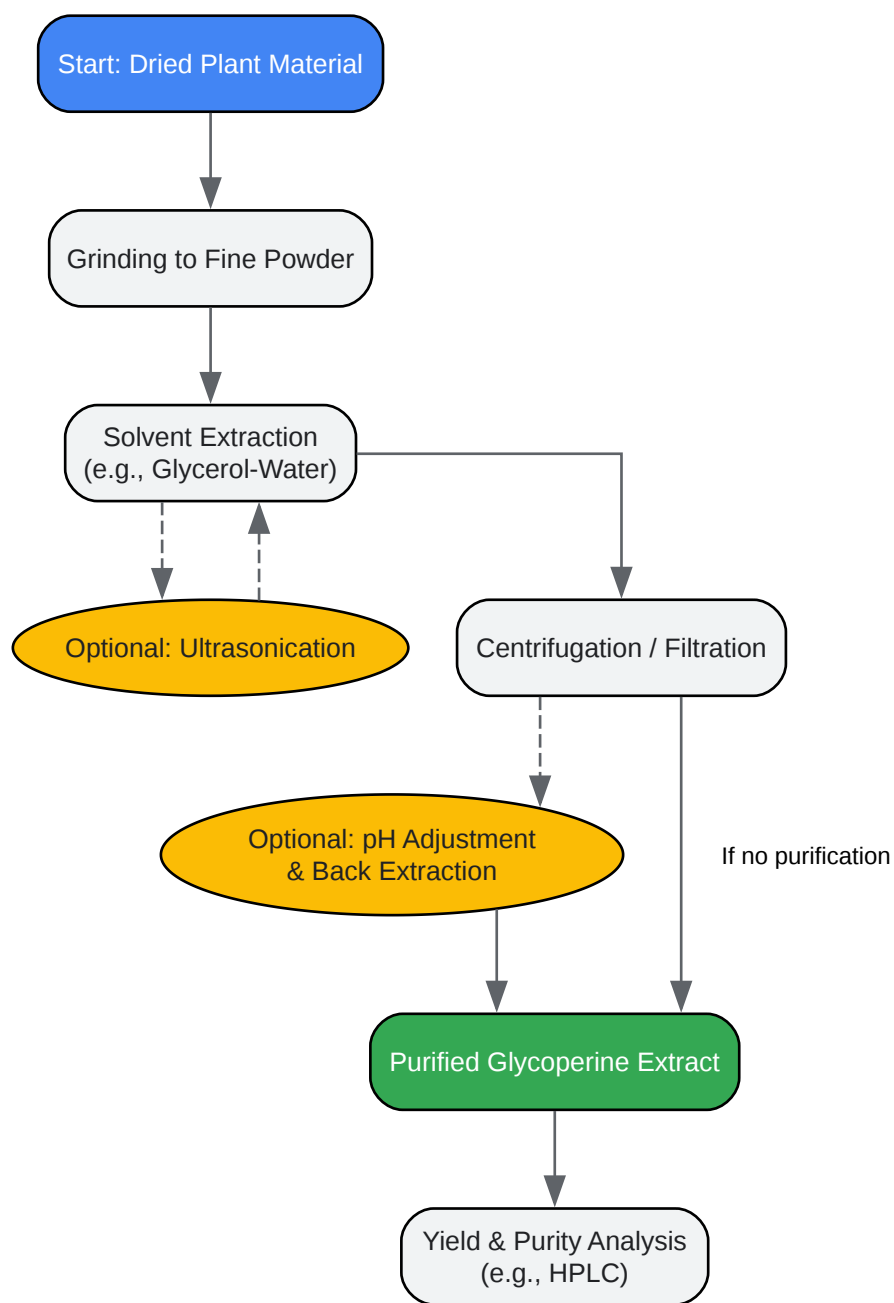 Start: Dried Plant Material
Grinding to Fine Powder
Solvent Extraction
(e.g., Glycerol-Water)
Optional: Ultrasonication
Centrifugation / Filtration
Optional: pH Adjustment
& Back Extraction
If no purification
Purified Glycoperine Extract
Yield & Purity Analysis
(e.g., HPLC)